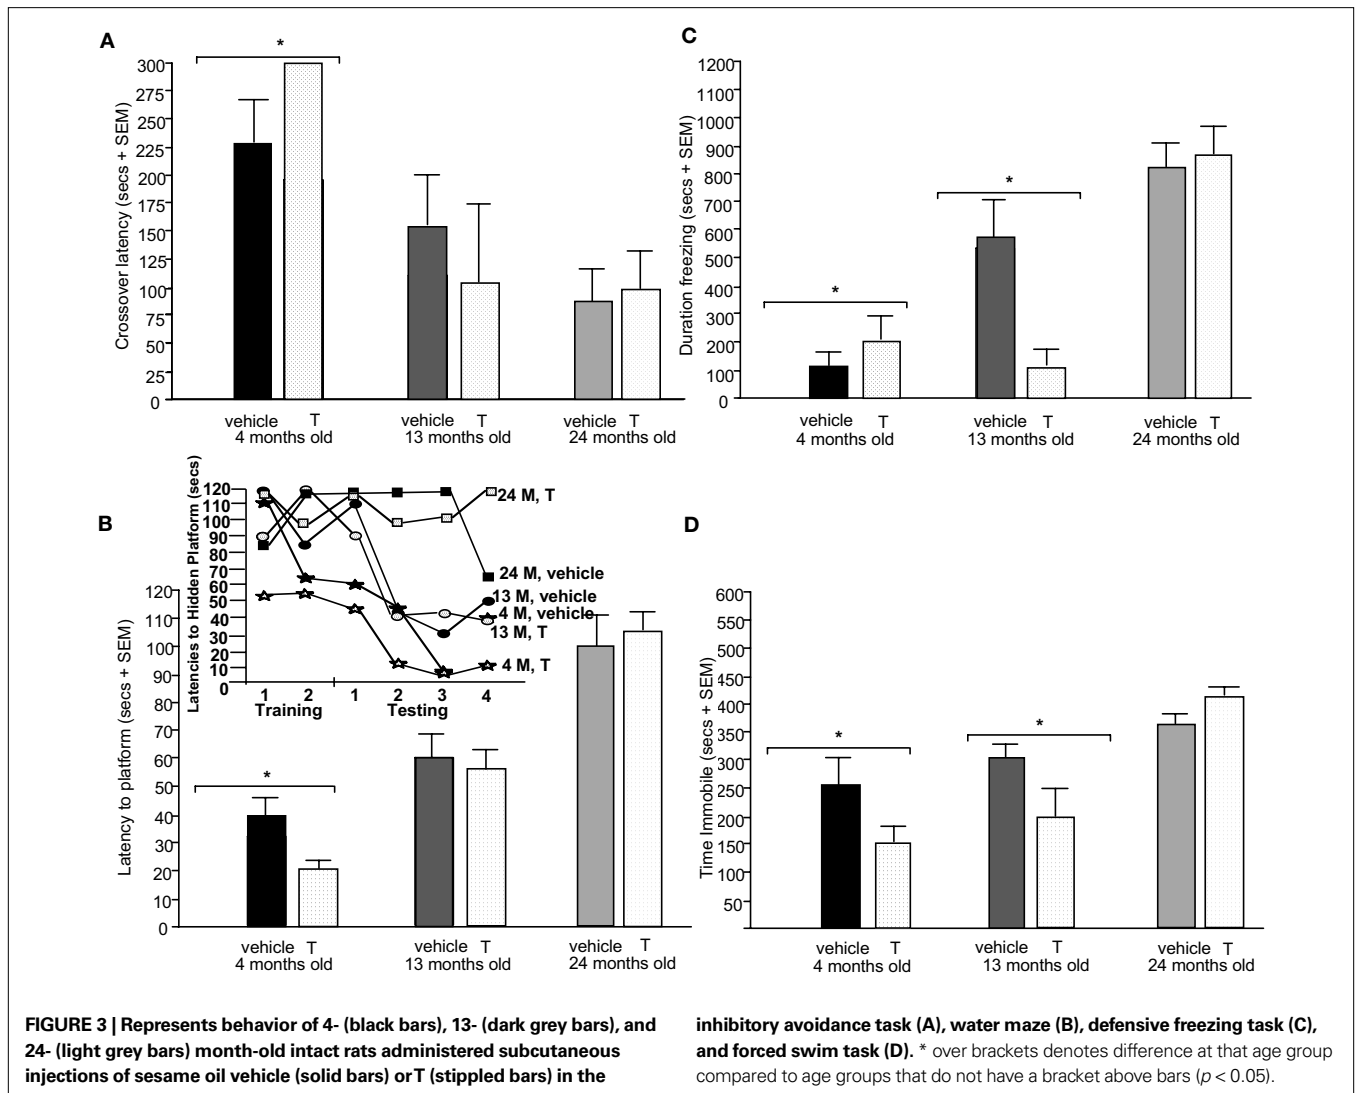 A
*
300
275
250
225
200
175
150
125
100
75
50
25
0
Crossover latency (secs + SEM)
vehicle T
4 months old
vehicle T
13 months old
vehicle T
24 months old
C
1200
1100
1000
900
800
700
600
500
400
300
200
100
0
Duration freezing (secs + SEM)
*
*
vehicle T
4 months old
vehicle T
13 months old
vehicle T
24 months old
B
120
110
100
90
80
70
60
50
40
30
20
10
0
Latency to platform (secs + SEM)
*
Latencies to Hidden Platform (secs)
120
110
100
90
80
70
60
50
40
30
20
10
0
1 2 1 2 3 4
Training Testing
24 M, T
24 M, vehicle
13 M, vehicle
4 M, vehicle
13 M, T
4 M, T
vehicle T
4 months old
vehicle T
13 months old
vehicle T
24 months old
D
600
550
500
450
400
350
300
250
200
150
100
50
Time Immobile (secs + SEM)
*
*
vehicle T
4 months old
vehicle T
13 months old
vehicle T
24 months old
FIGURE 3 | Represents behavior of 4- (black bars), 13- (dark grey bars), and
24- (light grey bars) month-old intact rats administered subcutaneous
injections of sesame oil vehicle (solid bars) or T (stippled bars) in the
inhibitory avoidance task (A), water maze (B), defensive freezing task (C),
and forced swim task (D). * over brackets denotes difference at that age group
compared to age groups that do not have a bracket above bars (p < 0.05).